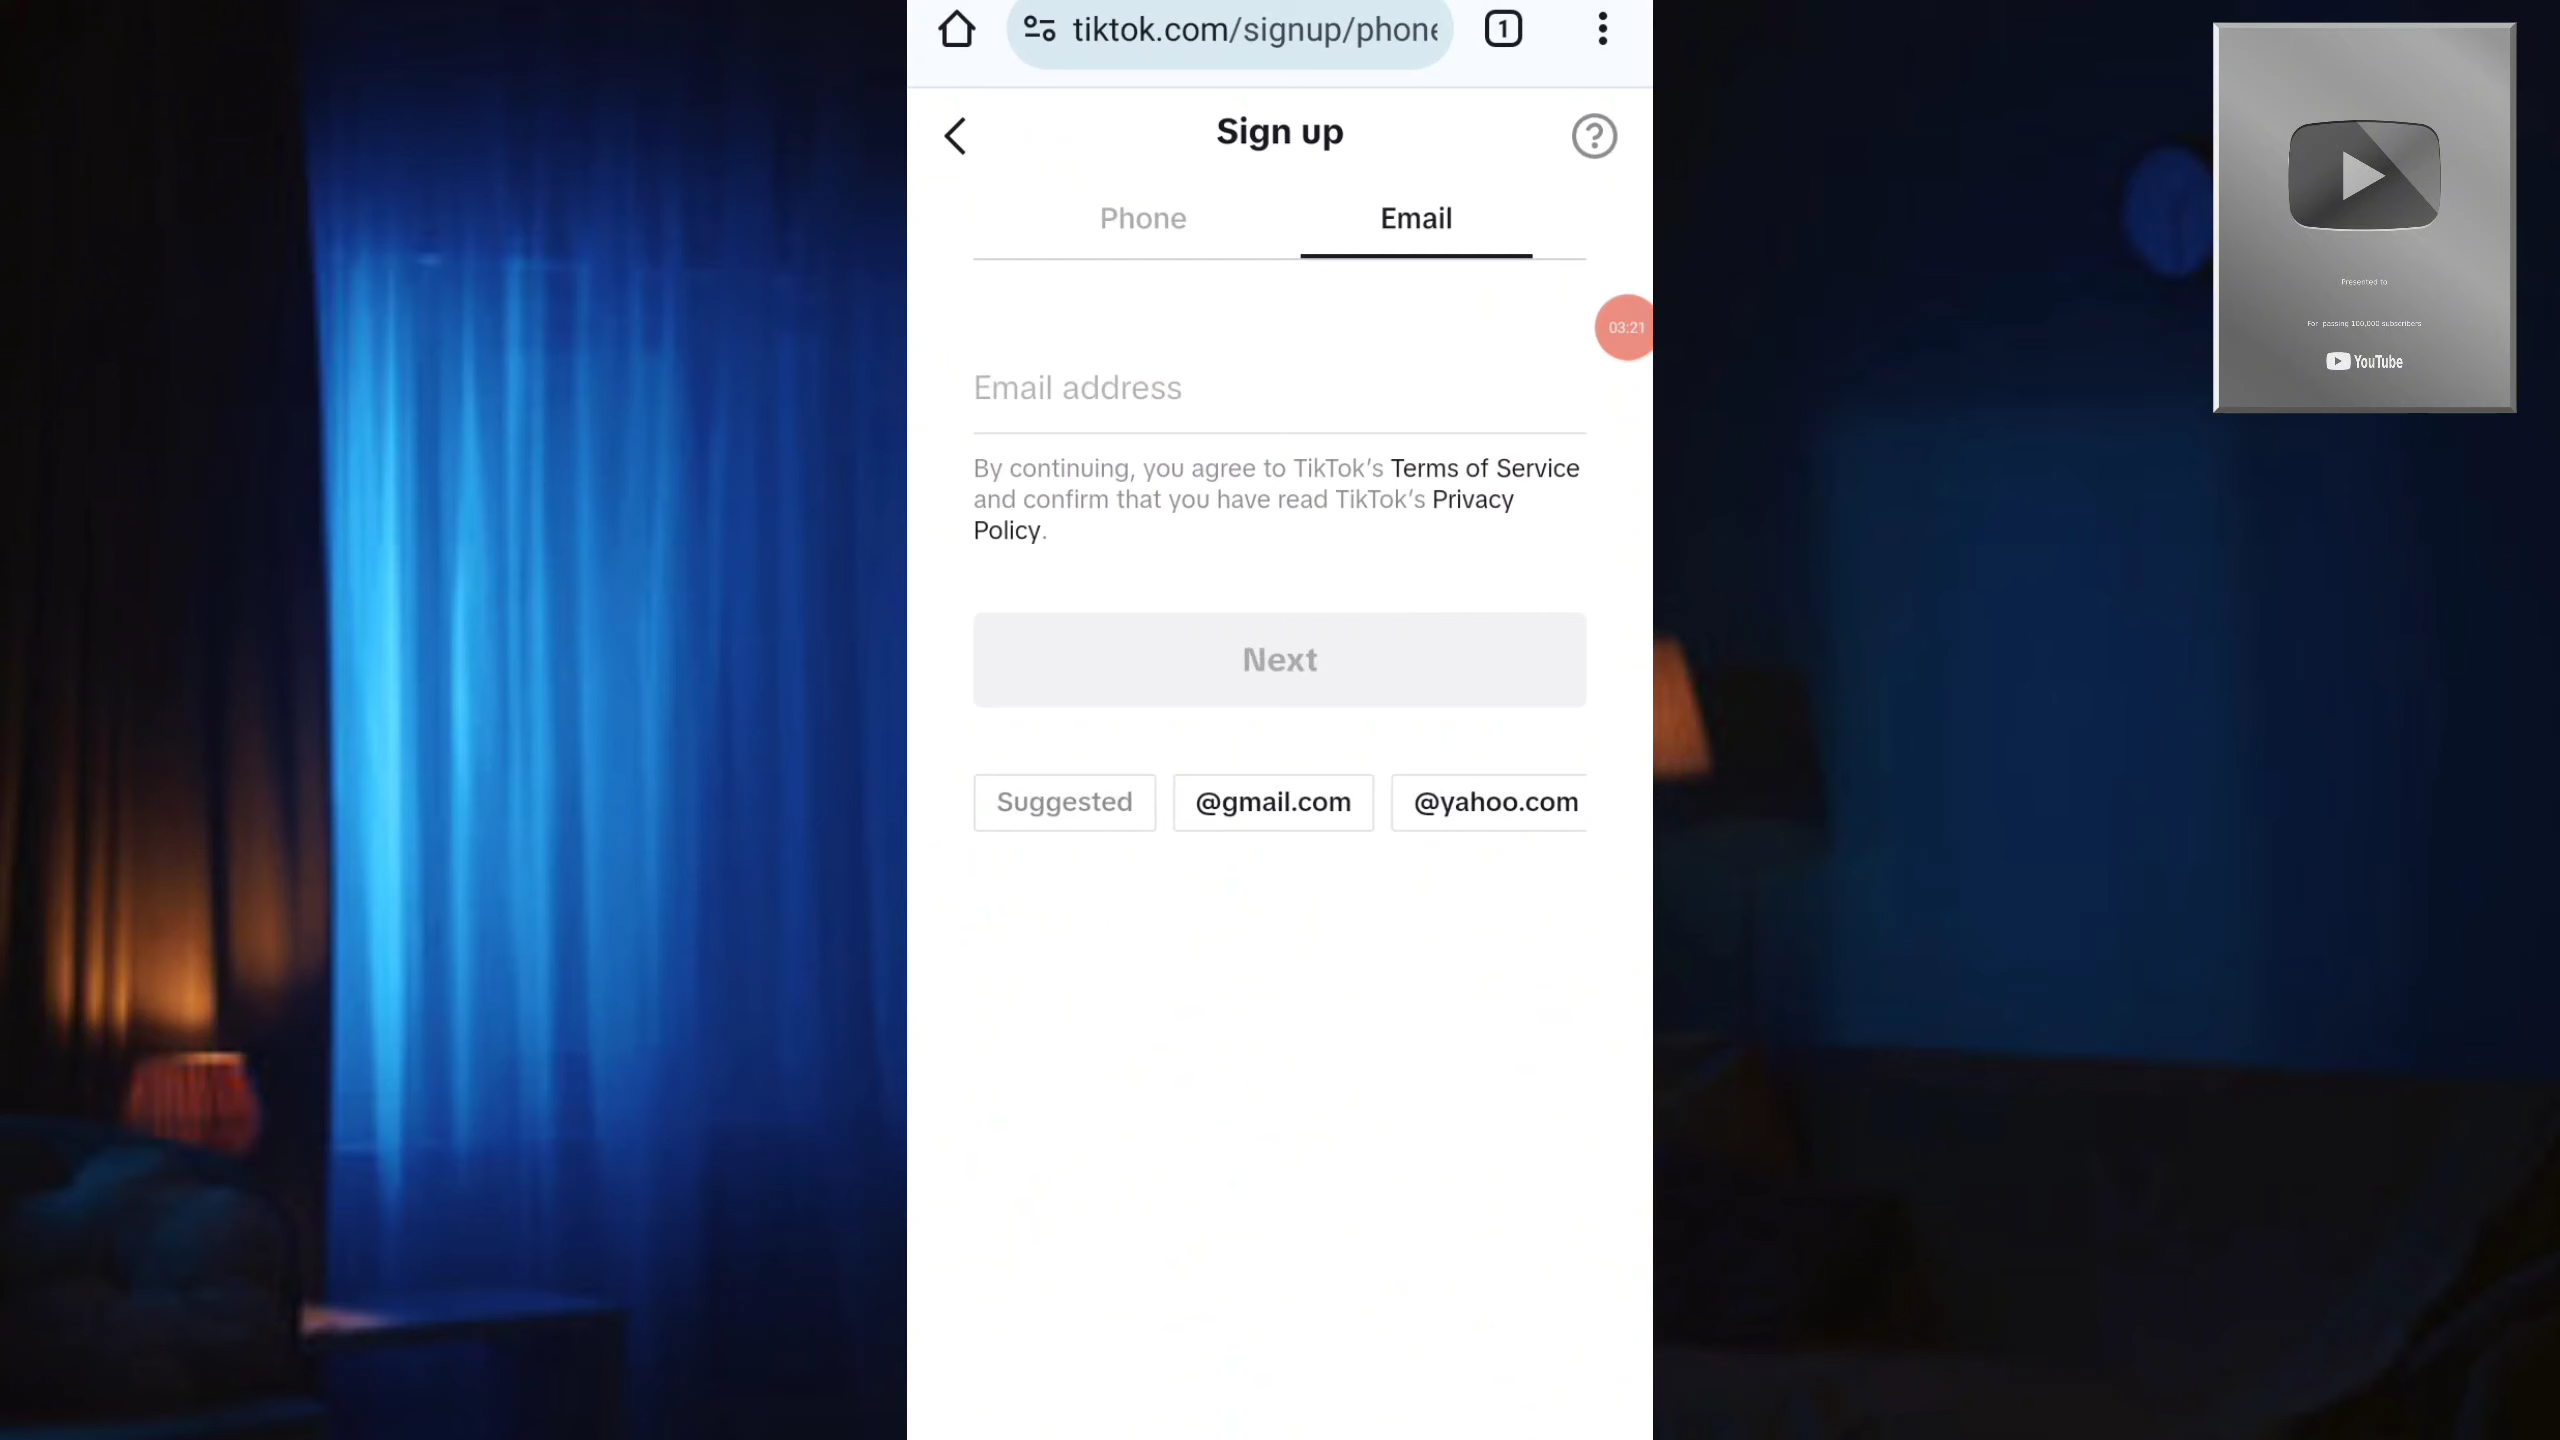 tiktok.com/signup/phone
1
Sign up
Phone
Email
03:21
Email address
By continuing, you agree to TikTok's Terms of Service
and confirm that you have read TikTok's Privacy
Policy.
Next
Suggested
@gmail.com
@yahoo.com
Presented to
For passing 100,000 subscribers
YouTube